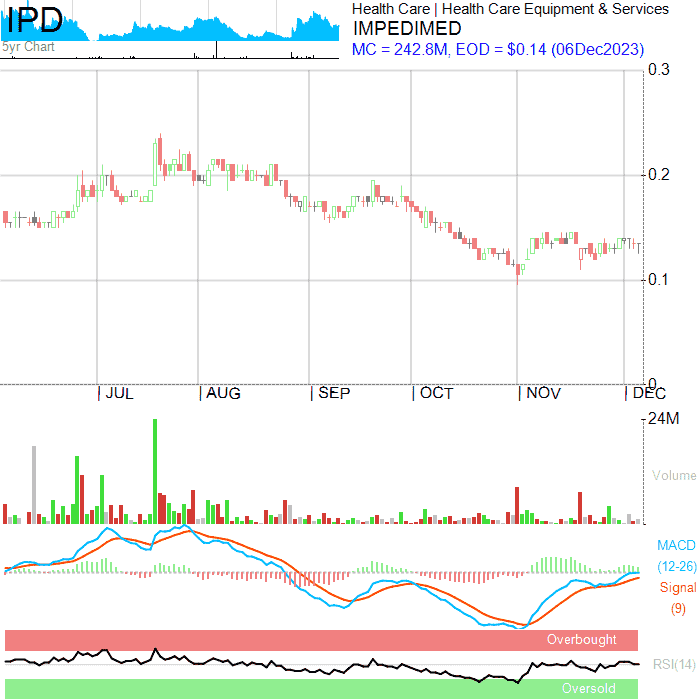 IPD
Health Care | Health Care Equipment & Services
IMPEDIMED
MC = 242.8M, EOD = $0.14 (06Dec2023)
5yr Chart
0.3
0.2
0.1
0
JUL
AUG
SEP
OCT
NOV
DEC
24M
Volume
MACD
(12-26)
Signal
(9)
Overbought
RSI(14)
Oversold